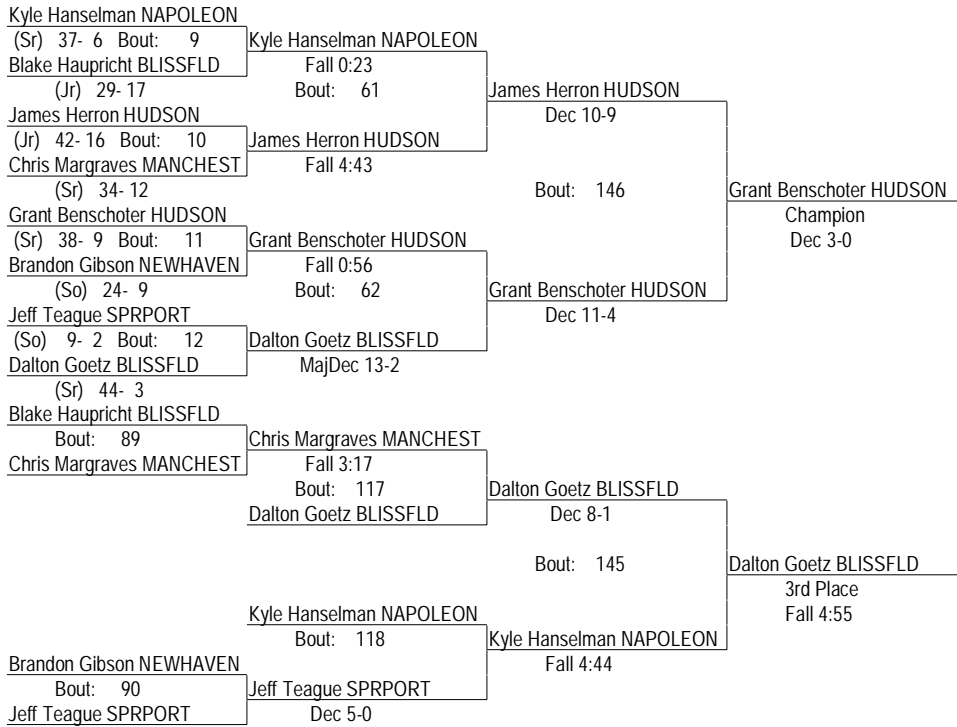 Kyle Hanselman NAPOLEON
(Sr) 37- 6 Bout: 9 Kyle Hanselman NAPOLEON
Blake Haupricht BLISSFLD Fall 0:23
(Jr) 29- 17 Bout: 61 James Herron HUDSON
James Herron HUDSON Dec 10-9
(Jr) 42- 16 Bout: 10 James Herron HUDSON
Chris Margraves MANCHEST Fall 4:43
(Sr) 34- 12 Bout: 146 Grant Benschoter HUDSON
Grant Benschoter HUDSON Champion
(Sr) 38- 9 Bout: 11 Grant Benschoter HUDSON Dec 3-0
Brandon Gibson NEWHAVEN Fall 0:56
(So) 24- 9 Bout: 62 Grant Benschoter HUDSON
Jeff Teague SPRPORT Dec 11-4
(So) 9- 2 Bout: 12 Dalton Goetz BLISSFLD
Dalton Goetz BLISSFLD MajDec 13-2
(Sr) 44- 3
Blake Haupricht BLISSFLD
Bout: 89 Chris Margraves MANCHEST
Chris Margraves MANCHEST Fall 3:17
Bout: 117 Dalton Goetz BLISSFLD
Dalton Goetz BLISSFLD Dec 8-1
Bout: 145 Dalton Goetz BLISSFLD
3rd Place
Kyle Hanselman NAPOLEON Fall 4:55
Bout: 118 Kyle Hanselman NAPOLEON
Brandon Gibson NEWHAVEN Fall 4:44
Bout: 90 Jeff Teague SPRPORT
Jeff Teague SPRPORT Dec 5-0